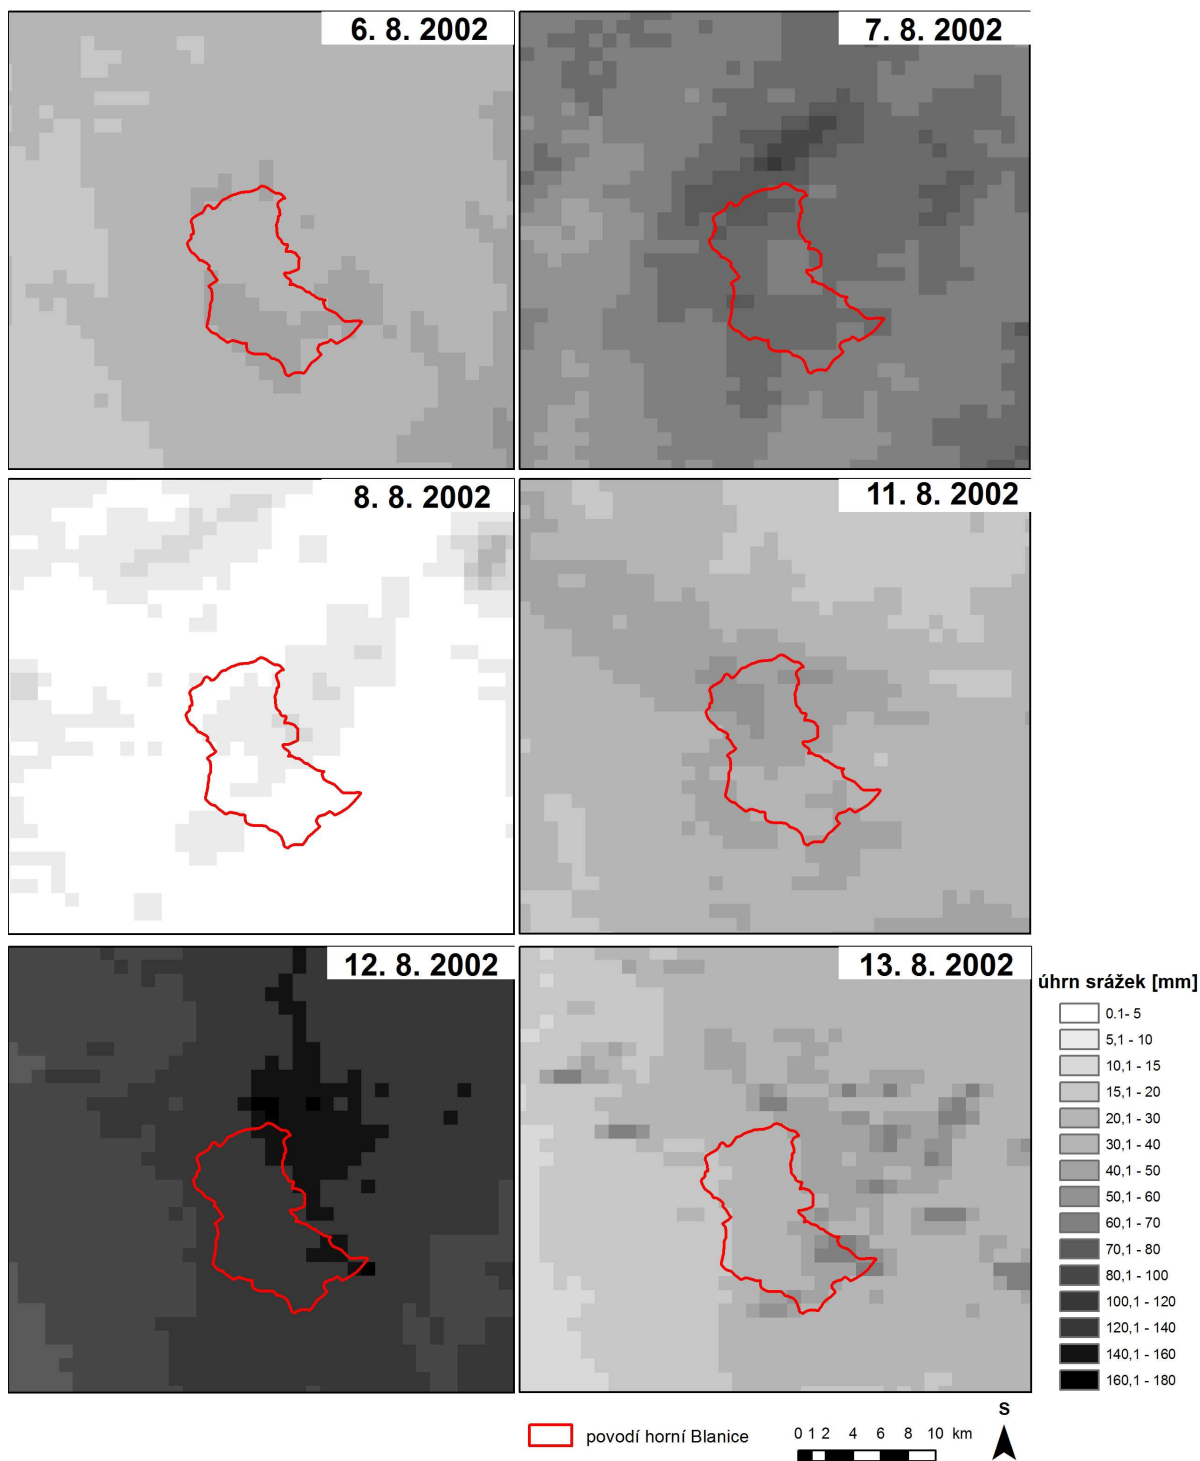 6. 8. 2002
7. 8. 2002
8. 8. 2002
11. 8. 2002
12. 8. 2002
13. 8. 2002
úhrn srážek [mm]
0.1- 5
5,1 - 10
10,1 - 15
15,1 - 20
20,1 - 30
30,1 - 40
40,1 - 50
50,1 - 60
60,1 - 70
70,1 - 80
80,1 - 100
100,1 - 120
120,1 - 140
140,1 - 160
160,1 - 180
povodí horní Blanice
0 1 2 4 6 8 10 km
S